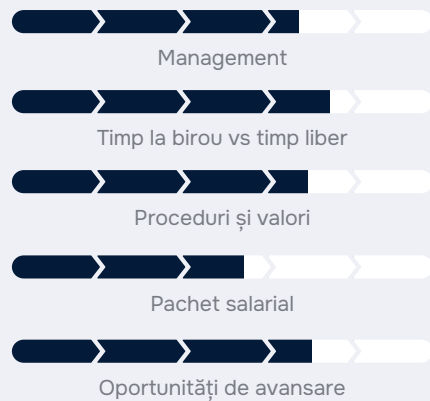 Management
Timp la birou vs timp liber
Proceduri și valori
Pachet salarial
Oportunități de avansare